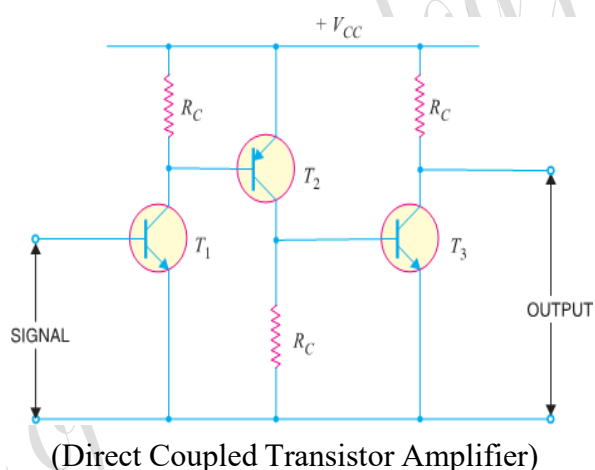 + V_CC
R_C
R_C
T_2
T_1
T_3
SIGNAL
R_C
OUTPUT
(Direct Coupled Transistor Amplifier)